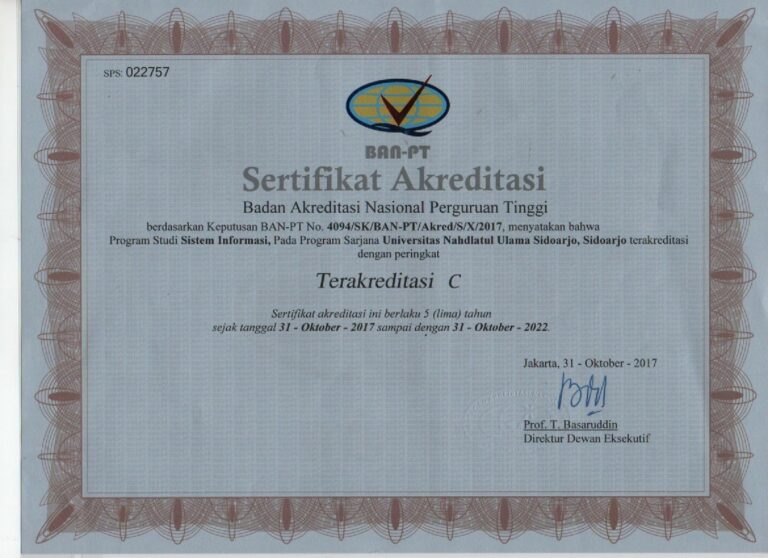 SPS: 022757
BAN-PT
Sertifikat Akreditasi
Badan Akreditasi Nasional Perguruan Tinggi
berdasarkan Keputusan BAN-PT No. 4094/SK/BAN-PT/Akred/S/X/2017, menyatakan bahwa
Program Studi Sistem Informasi, Pada Program Sarjana Universitas Nahdlatul Ulama Sidoarjo, Sidoarjo terakreditasi
dengan peringkat
Terakreditasi C
Sertifikat akreditasi ini berlaku 5 (lima) tahun
sejak tanggal 31 - Oktober - 2017 sampai dengan 31 - Oktober - 2022.
Jakarta, 31 - Oktober - 2017
Prof. T. Basaruddin
Direktur Dewan Eksekutif